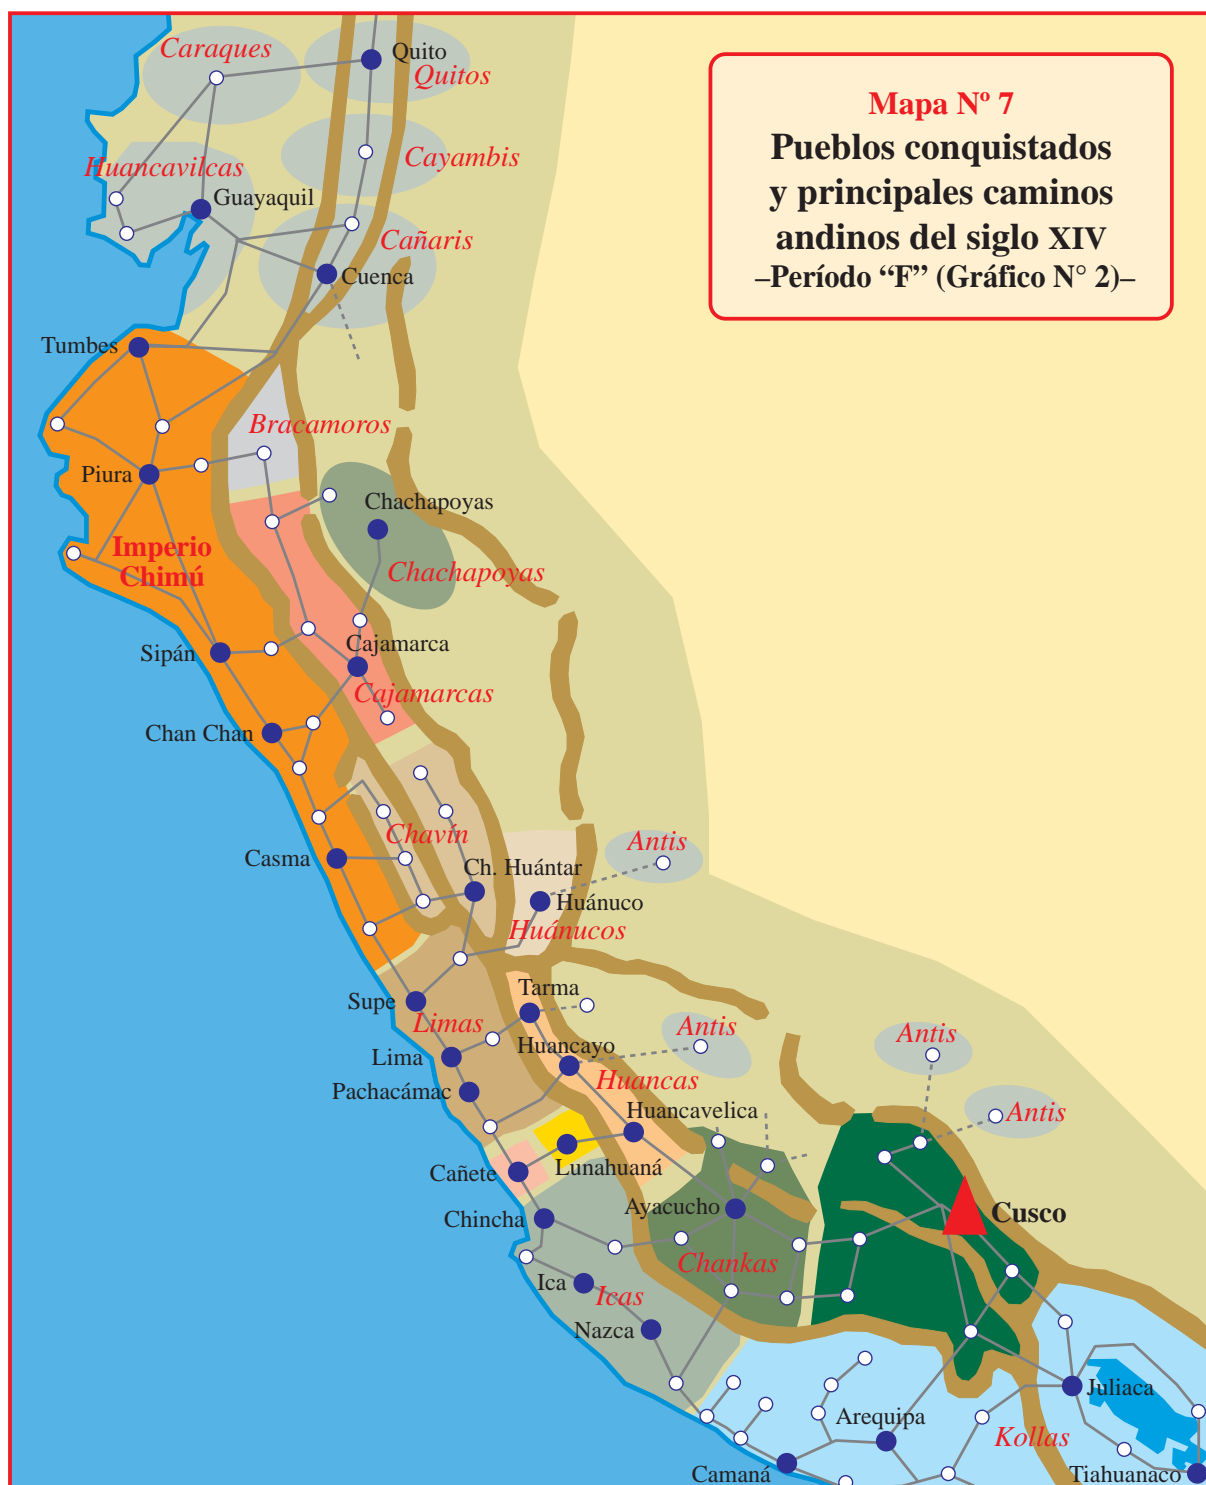 Mapa Nº 7
Pueblos conquistados
y principales caminos
andinos del siglo XIV
–Período “F” (Gráfico N° 2)–
Caraques
Quito
Quitos
Cayambis
Huancavilcas
Guayaquil
Cañaris
Cuenca
Tumbes
Bracamoros
Piura
Chachapoyas
Imperio
Chimú
Chachapoyas
Sipán
Cajamarca
Cajamarcas
Chan Chan
Chavín
Casma
Antis
Ch. Huántar
Huánuco
Huánucos
Tarma
Supe
Limas
Antis
Antis
Lima
Huancayo
Huancas
Pachacámac
Huancavelica
Antis
Lunahuaná
Cañete
Ayacucho
Chincha
Cusco
Chankas
Ica
Icas
Nazca
Juliaca
Arequipa
Kollas
Camaná
Tiahuanaco